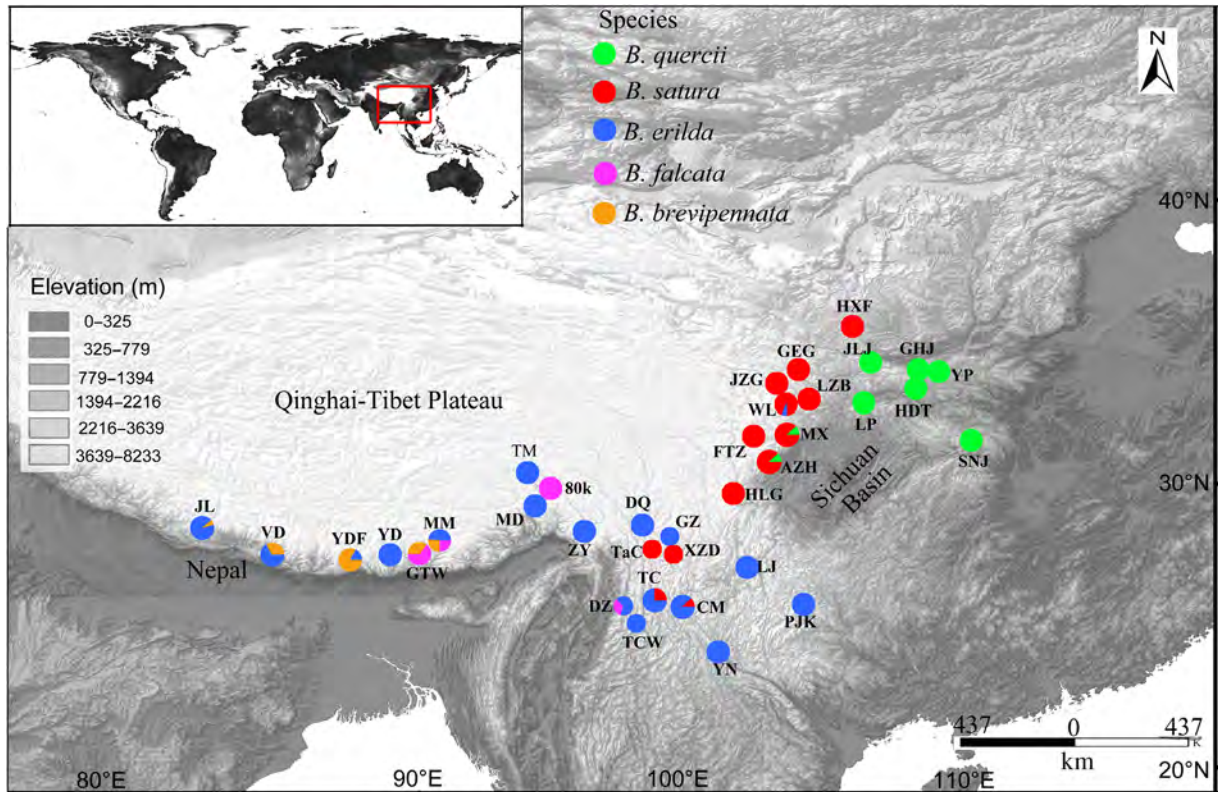 Species
B. quercii
B. satura
B. erilda
B. falcata
B. brevipennata
N
40°N
Elevation (m)
0–325
325–779
779–1394
1394–2216
2216–3639
3639–8233
Qinghai-Tibet Plateau
HXF
JLJ
GHJ
GEG
YP
JZG
LZB
HDT
WL
LP
MX
FTZ
SNJ
AZH
Sichuan
Basin
TM
80k
HLG
30°N
JL
MD
DQ
GZ
VD
YDF
YD
MM
ZY
TaC
XZD
Nepal
GTW
LJ
TC
DZ
CM
PJK
TCW
YN
437
0
437
K
km
80°E
90°E
100°E
110°E
20°N